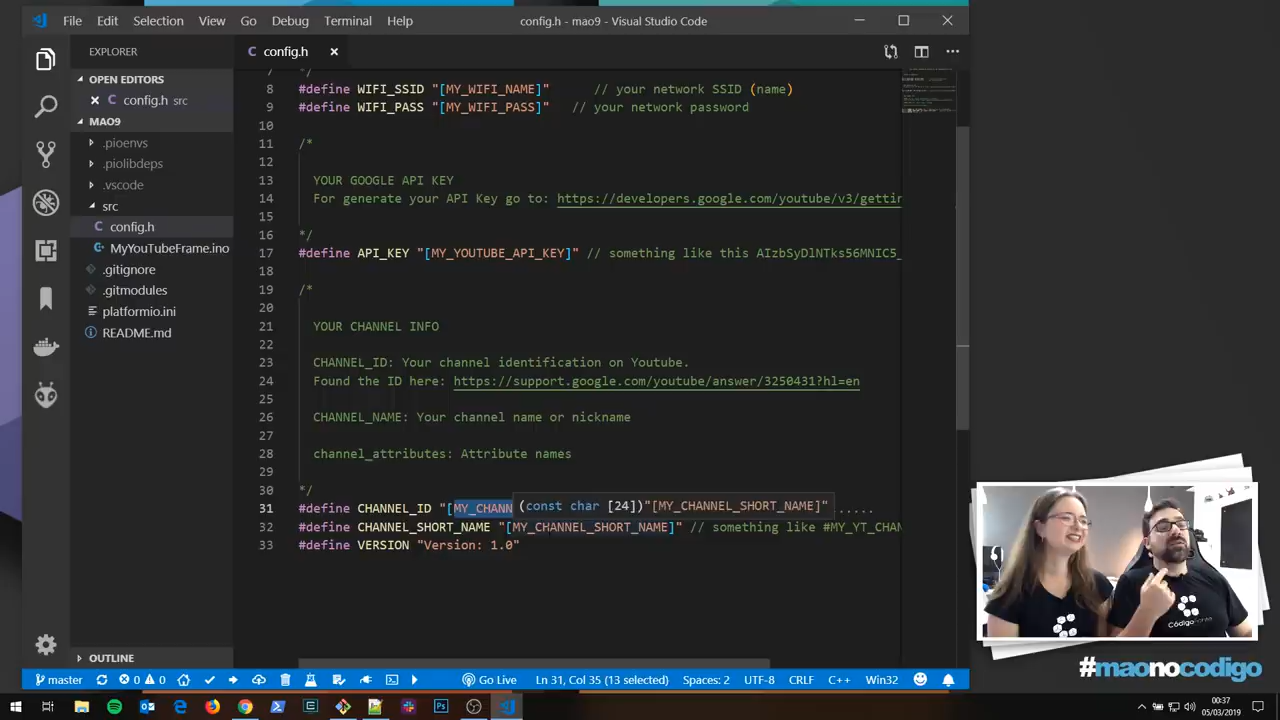 File Edit Selection View Go Debug Terminal Help config.h - mao9 - Visual Studio Code
EXPLORER
config.h
OPEN EDITORS
config.h src
MAO9
.pioenvs
.piolibdeps
.vscode
src
config.h
MyYouTubeFrame.ino
.gitignore
.gitmodules
platformio.ini
README.md
OUTLINE
7 */
8 #define WIFI_SSID "[MY_WIFI_NAME]" // your network SSID (name)
9 #define WIFI_PASS "[MY_WIFI_PASS]" // your network password
10
11 /*
12
13 YOUR GOOGLE API KEY
14 For generate your API Key go to: https://developers.google.com/youtube/v3/gettin
15
16 */
17 #define API_KEY "[MY_YOUTUBE_API_KEY]" // something like this AIzbSyDlNTks56MNIC5_
18
19 /*
20
21 YOUR CHANNEL INFO
22
23 CHANNEL_ID: Your channel identification on Youtube.
24 Found the ID here: https://support.google.com/youtube/answer/3250431?hl=en
25
26 CHANNEL_NAME: Your channel name or nickname
27
28 channel_attributes: Attribute names
29
30 */
31 #define CHANNEL_ID "[MY_CHANN (const char [24])"[MY_CHANNEL_SHORT_NAME]" ......
32 #define CHANNEL_SHORT_NAME "[MY_CHANNEL_SHORT_NAME]" // something like #MY_YT_CHAN
33 #define VERSION "Version: 1.0"
CódigoFonte
#maonocodigo
master 0 0 Go Live Ln 31, Col 35 (13 selected) Spaces: 2 UTF-8 CRLF C++ Win32
00:37
05/03/2019